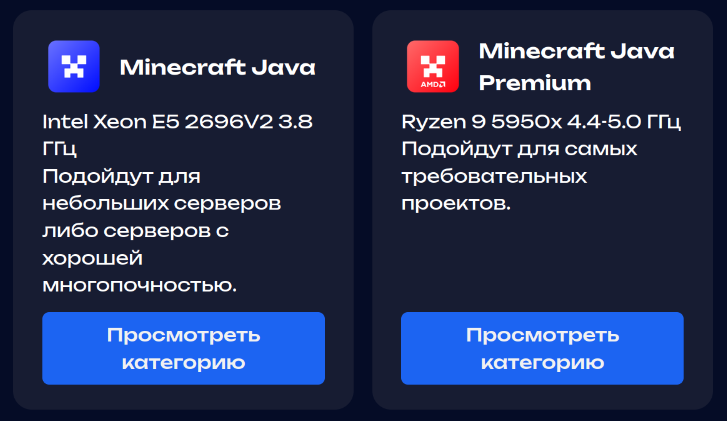 Minecraft Java
Intel Xeon E5 2696V2 3.8
ГГц
Подойдут для
небольших серверов
либо серверов с
хорошей
многопочностью.
Просмотреть
категорию
AMD
Minecraft Java
Premium
Ryzen 9 5950x 4.4-5.0 ГГц
Подойдут для самых
требовательных
проектов.
Просмотреть
категорию